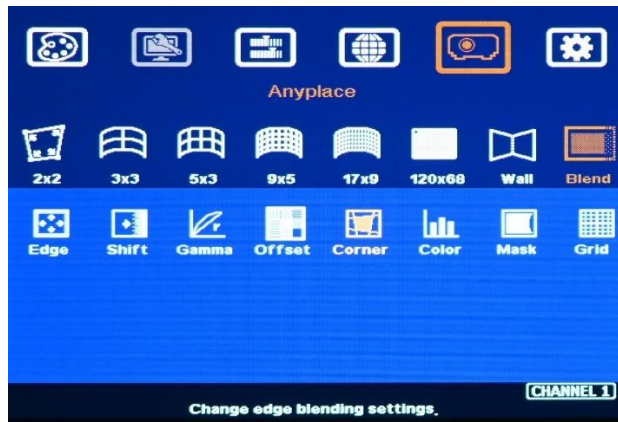 Anyplace
2x2 3x3 5x3 9x5 17x9 120x68 Wall Blend
Edge Shift Gamma Offset Corner Color Mask Grid
CHANNEL 1
Change edge blending settings.